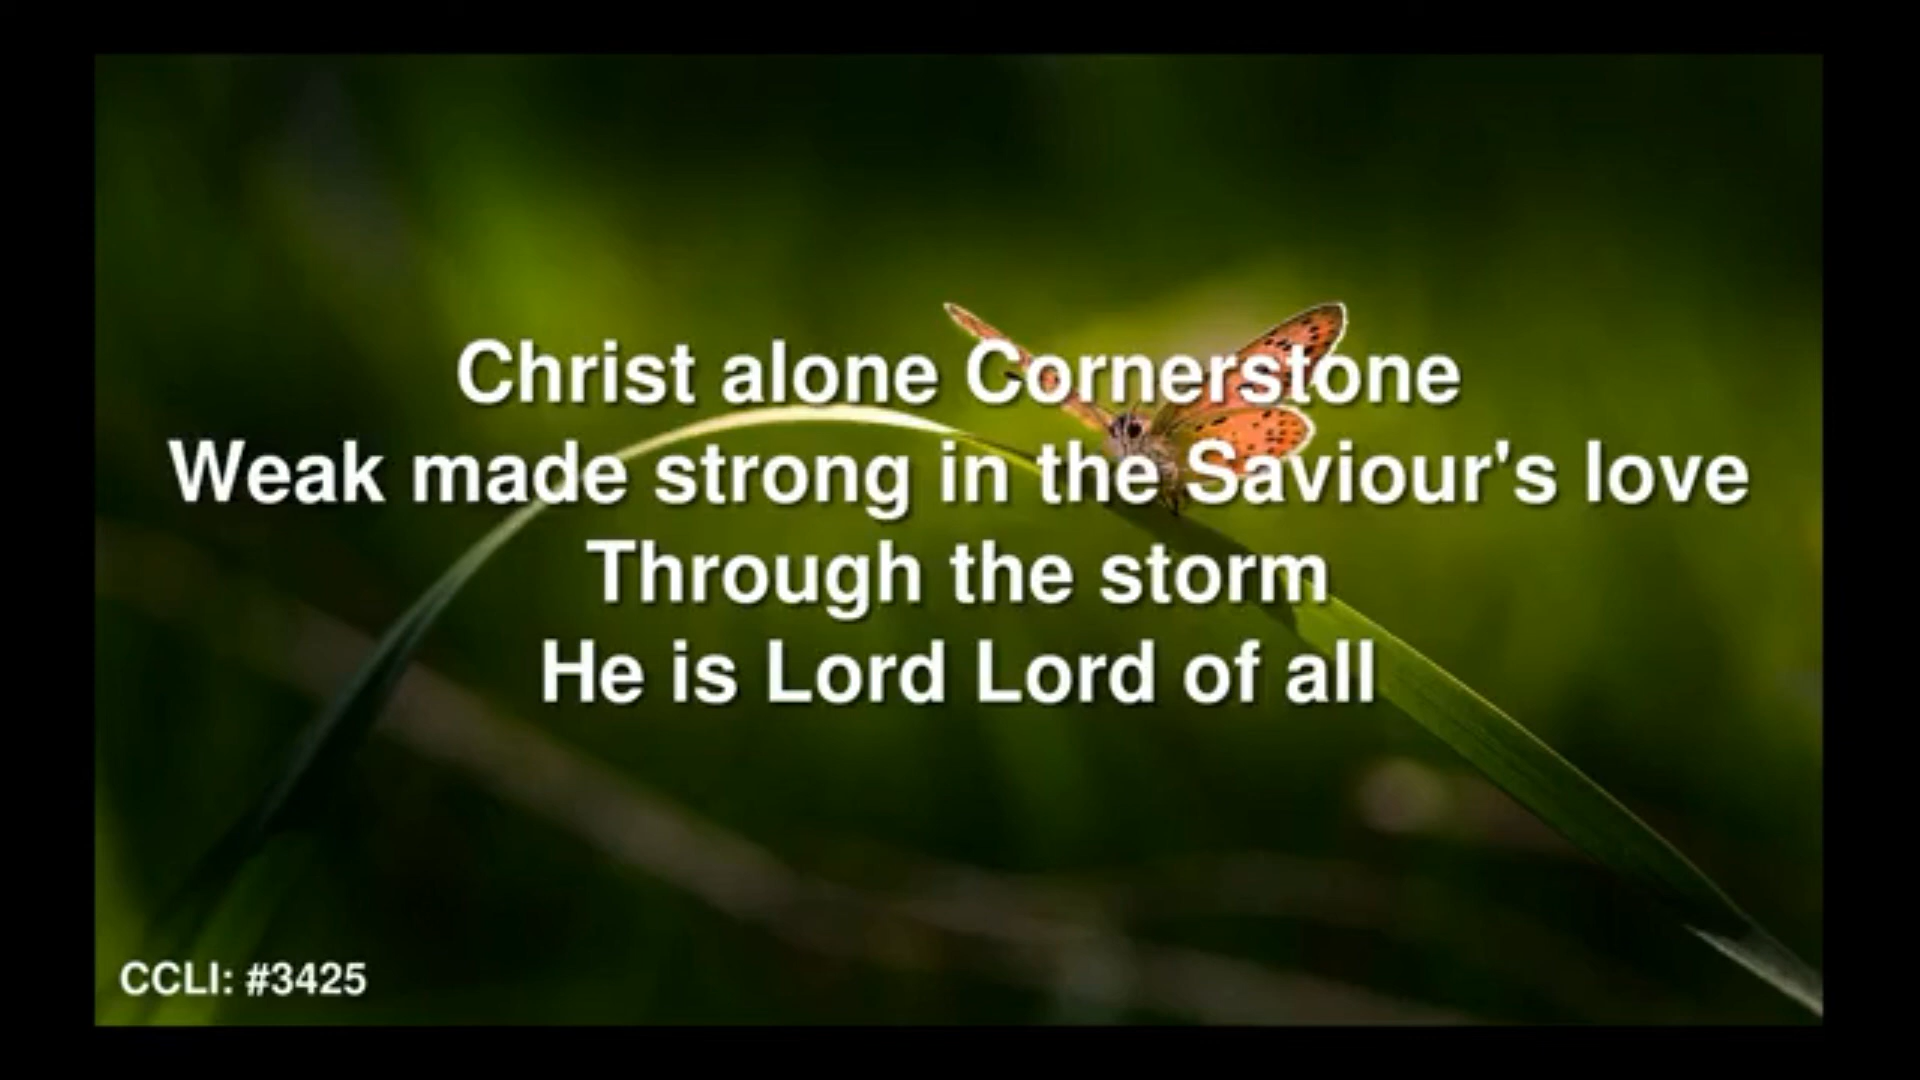 Christ alone Cornerstone
Weak made strong in the Saviour's love
Through the storm
He is Lord Lord of all
CCLI: #3425